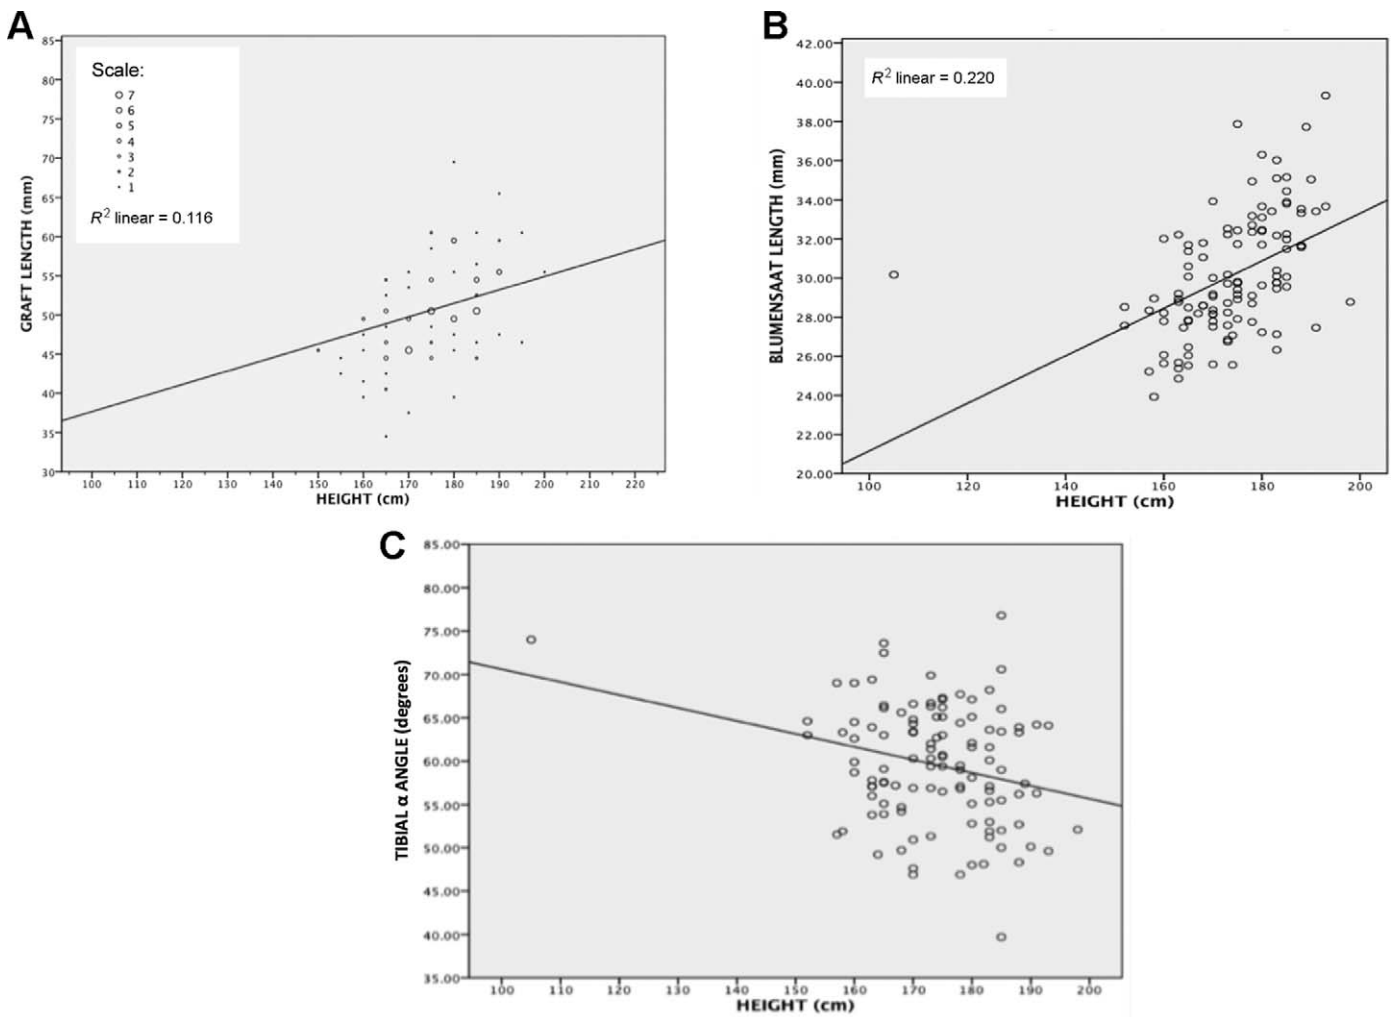 A
85
80
75
70
65
60
55
50
45
40
35
30
GRAFT LENGTH (mm)
Scale:
7
6
5
4
3
2
1
R² linear = 0.116
100 110 120 130 140 150 160 170 180 190 200 210 220
HEIGHT (cm)
B
42.00
40.00
38.00
36.00
34.00
32.00
30.00
28.00
26.00
24.00
22.00
20.00
BLUMENSAAT LENGTH (mm)
R² linear = 0.220
100 120 140 160 180 200
HEIGHT (cm)
C
85.00
80.00
75.00
70.00
65.00
60.00
55.00
50.00
45.00
40.00
35.00
TIBIAL α ANGLE (degrees)
100 110 120 130 140 150 160 170 180 190 200
HEIGHT (cm)